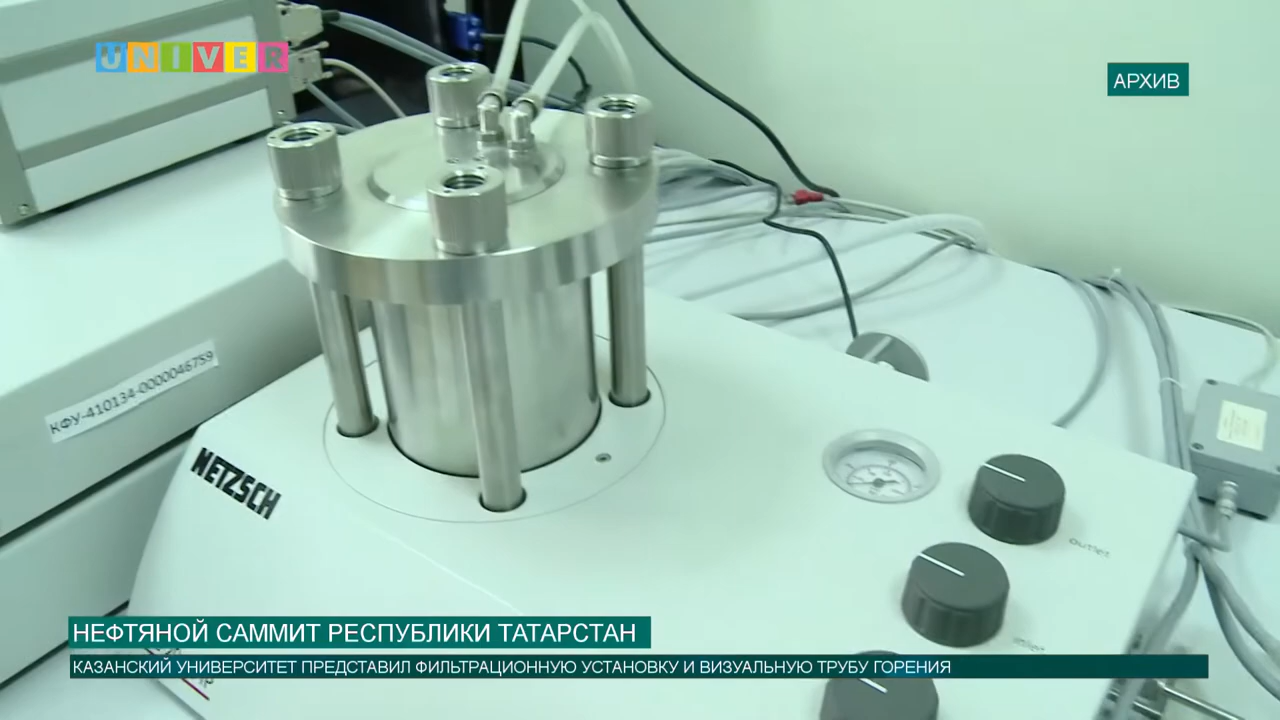 UNIVER
АРХИВ
КФУ-410134-0000046759
NETZSCH
outlet
inlet
НЕФТЯНОЙ САММИТ РЕСПУБЛИКИ ТАТАРСТАН
КАЗАНСКИЙ УНИВЕРСИТЕТ ПРЕДСТАВИЛ ФИЛЬТРАЦИОННУЮ УСТАНОВКУ И ВИЗУАЛЬНУЮ ТРУБУ ГОРЕНИЯ